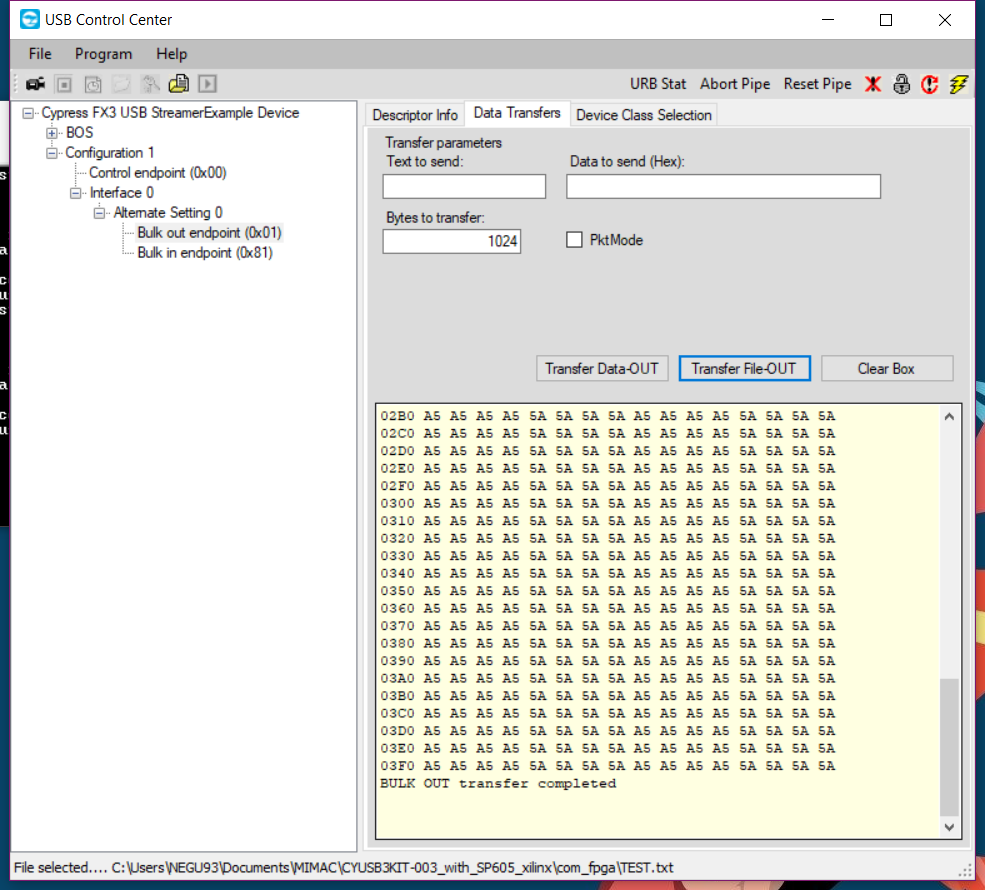 USB Control Center
File Program Help
URB Stat Abort Pipe Reset Pipe
Cypress FX3 USB StreamerExample Device
BOS
Configuration 1
Control endpoint (0x00)
Interface 0
Alternate Setting 0
Bulk out endpoint (0x01)
Bulk in endpoint (0x81)
Descriptor Info Data Transfers Device Class Selection
Transfer parameters
Text to send: Data to send (Hex):
Bytes to transfer:
1024 PktMode
Transfer Data-OUT Transfer File-OUT Clear Box
02B0 A5 A5 A5 A5 5A 5A 5A 5A A5 A5 A5 A5 5A 5A 5A 5A
02C0 A5 A5 A5 A5 5A 5A 5A 5A A5 A5 A5 A5 5A 5A 5A 5A
02D0 A5 A5 A5 A5 5A 5A 5A 5A A5 A5 A5 A5 5A 5A 5A 5A
02E0 A5 A5 A5 A5 5A 5A 5A 5A A5 A5 A5 A5 5A 5A 5A 5A
02F0 A5 A5 A5 A5 5A 5A 5A 5A A5 A5 A5 A5 5A 5A 5A 5A
0300 A5 A5 A5 A5 5A 5A 5A 5A A5 A5 A5 A5 5A 5A 5A 5A
0310 A5 A5 A5 A5 5A 5A 5A 5A A5 A5 A5 A5 5A 5A 5A 5A
0320 A5 A5 A5 A5 5A 5A 5A 5A A5 A5 A5 A5 5A 5A 5A 5A
0330 A5 A5 A5 A5 5A 5A 5A 5A A5 A5 A5 A5 5A 5A 5A 5A
0340 A5 A5 A5 A5 5A 5A 5A 5A A5 A5 A5 A5 5A 5A 5A 5A
0350 A5 A5 A5 A5 5A 5A 5A 5A A5 A5 A5 A5 5A 5A 5A 5A
0360 A5 A5 A5 A5 5A 5A 5A 5A A5 A5 A5 A5 5A 5A 5A 5A
0370 A5 A5 A5 A5 5A 5A 5A 5A A5 A5 A5 A5 5A 5A 5A 5A
0380 A5 A5 A5 A5 5A 5A 5A 5A A5 A5 A5 A5 5A 5A 5A 5A
0390 A5 A5 A5 A5 5A 5A 5A 5A A5 A5 A5 A5 5A 5A 5A 5A
03A0 A5 A5 A5 A5 5A 5A 5A 5A A5 A5 A5 A5 5A 5A 5A 5A
03B0 A5 A5 A5 A5 5A 5A 5A 5A A5 A5 A5 A5 5A 5A 5A 5A
03C0 A5 A5 A5 A5 5A 5A 5A 5A A5 A5 A5 A5 5A 5A 5A 5A
03D0 A5 A5 A5 A5 5A 5A 5A 5A A5 A5 A5 A5 5A 5A 5A 5A
03E0 A5 A5 A5 A5 5A 5A 5A 5A A5 A5 A5 A5 5A 5A 5A 5A
03F0 A5 A5 A5 A5 5A 5A 5A 5A A5 A5 A5 A5 5A 5A 5A 5A
BULK OUT transfer completed
File selected.... C:\Users\NEGU93\Documents\MIMAC\CYUSB3KIT-003_with_SP605_xilinx\com_fpga\TEST.txt